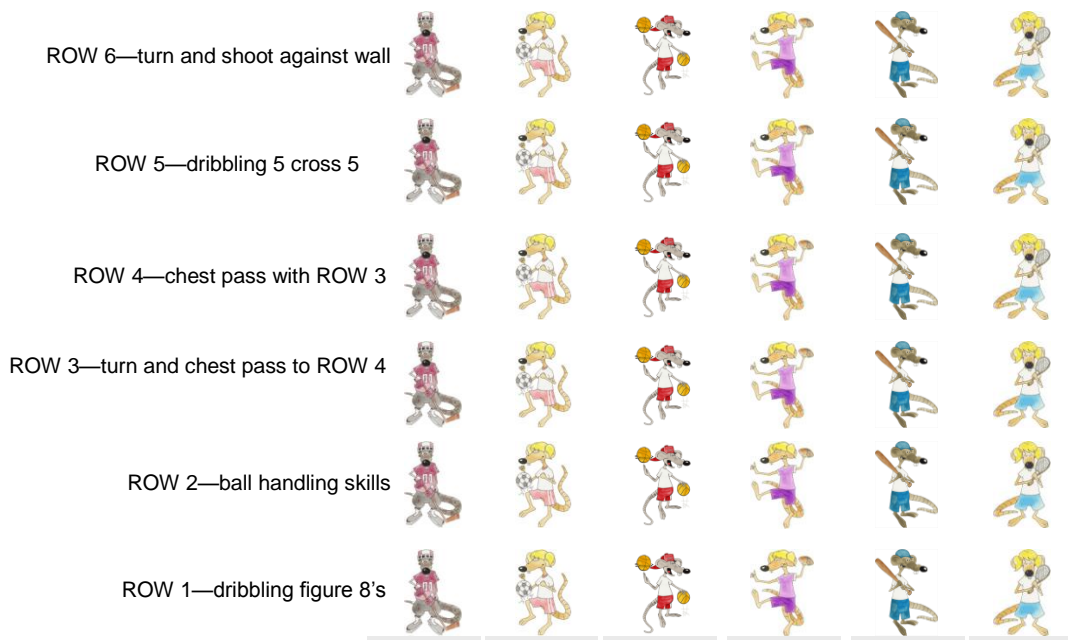 ROW 6—turn and shoot against wall
ROW 5—dribbling 5 cross 5
ROW 4—chest pass with ROW 3
ROW 3—turn and chest pass to ROW 4
ROW 2—ball handling skills
ROW 1—dribbling figure 8’s